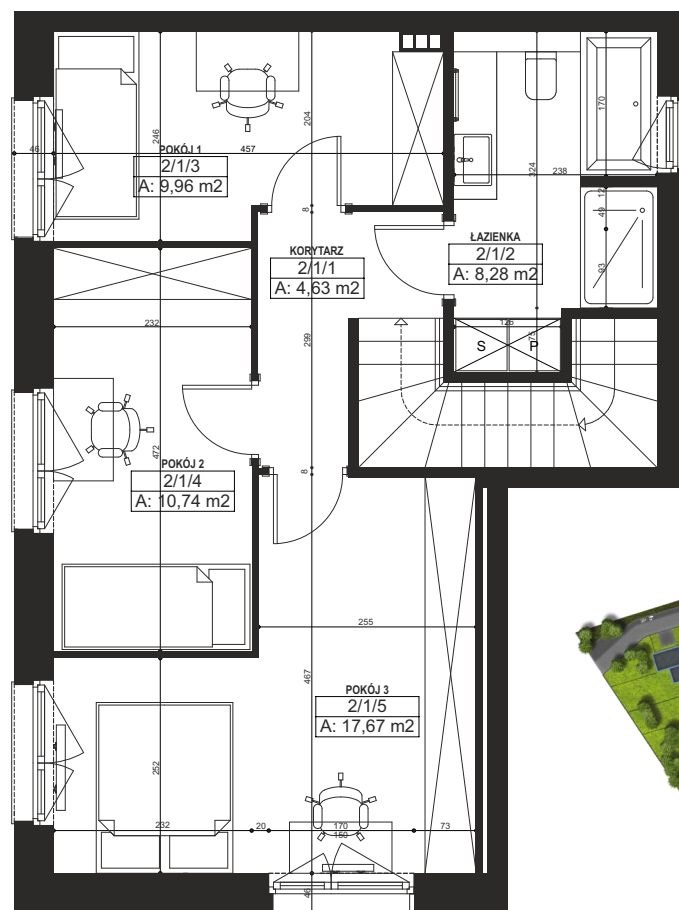 POKÓJ 1
2/1/3
A: 9,96 m2
46
246
457
204
8
ŁAZIENKA
2/1/2
A: 8,28 m2
170
324
238
12
49
93
126
75
S
P
KORYTARZ
2/1/1
A: 4,63 m2
299
8
POKÓJ 2
2/1/4
A: 10,74 m2
232
472
POKÓJ 3
2/1/5
A: 17,67 m2
255
467
252
232
20
170
150
73
46